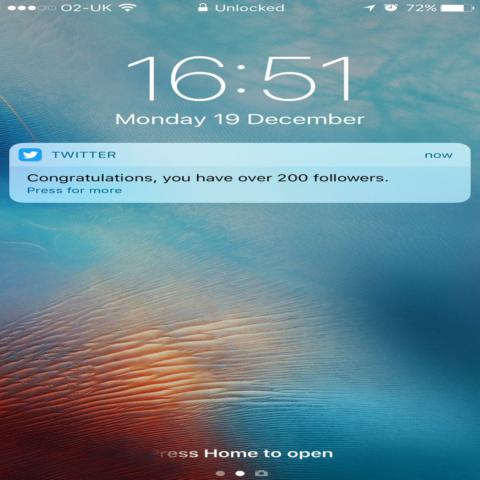 O2-UK Unlocked 72%
16:51
Monday 19 December
TWITTER now
Congratulations, you have over 200 followers.
Press for more
Press Home to open